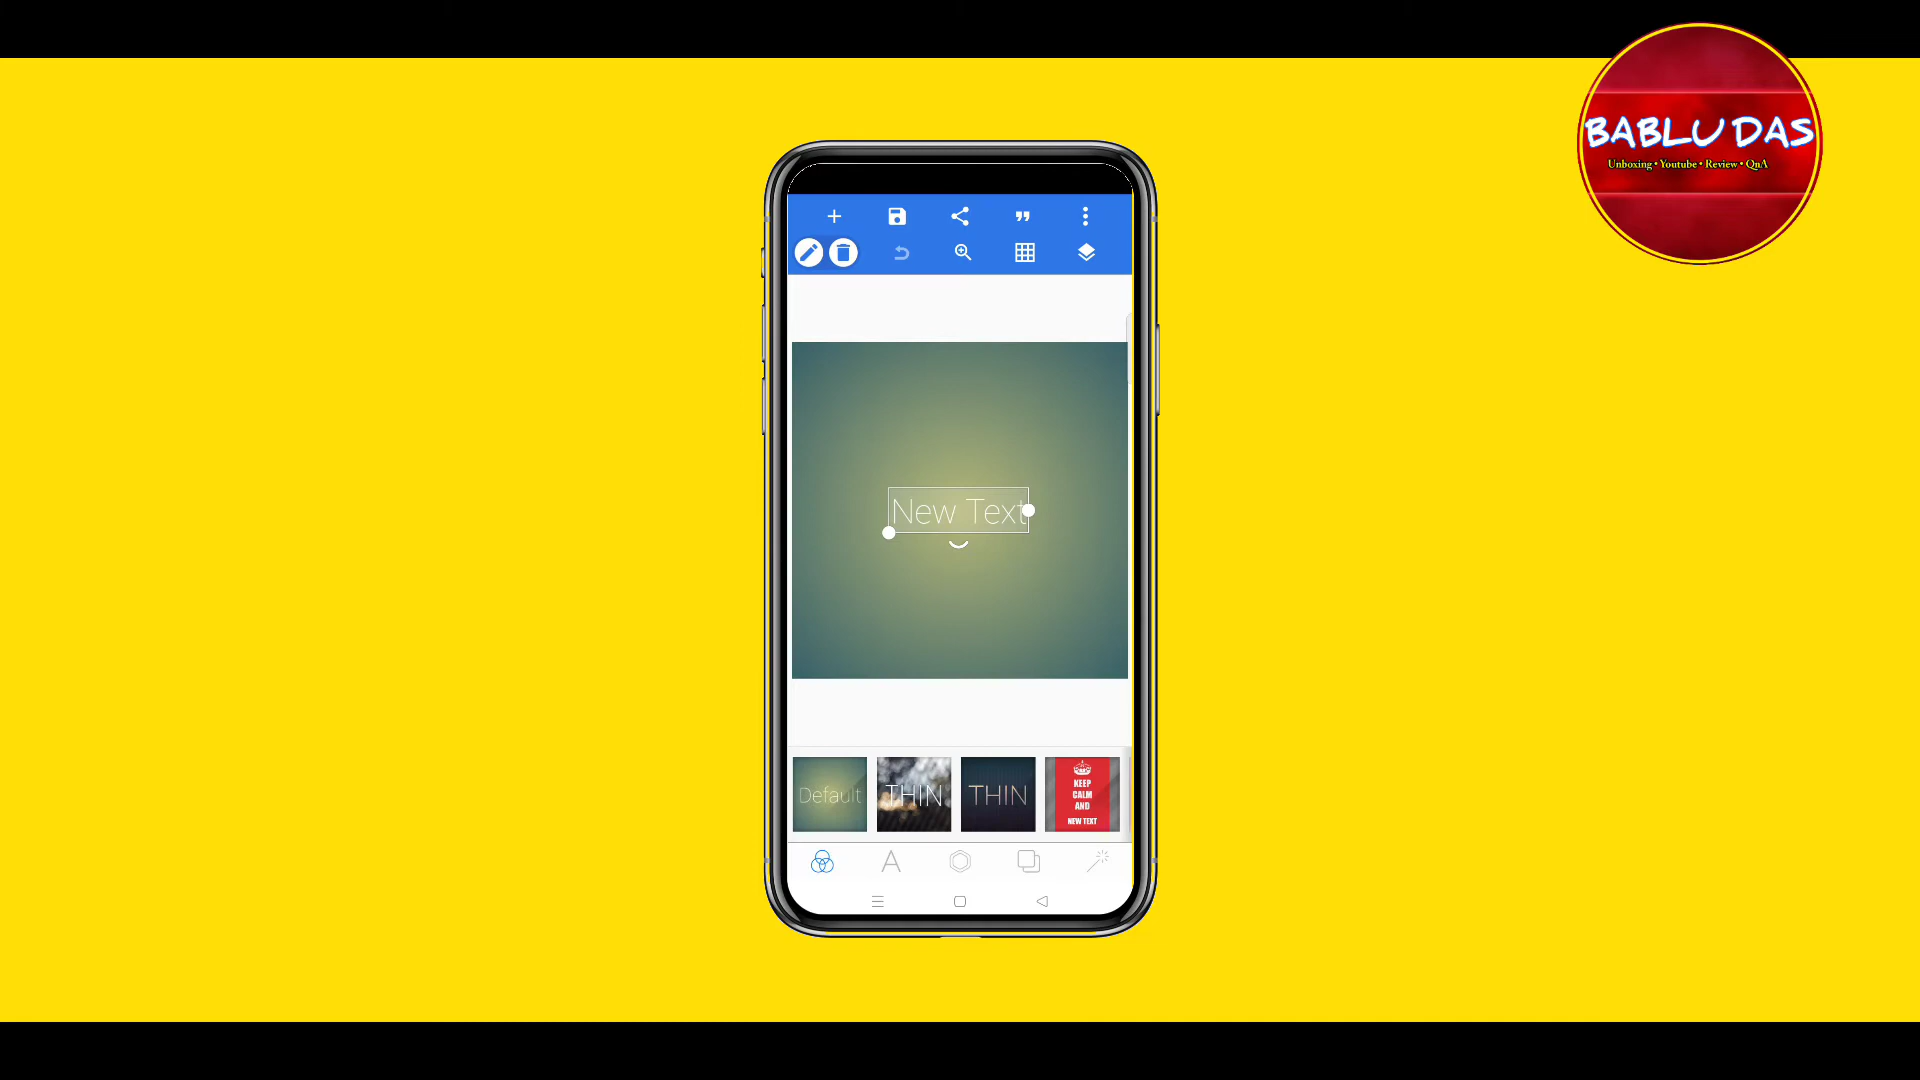 BABLU DAS
Unboxing • Youtube • Review • QnA
New Text
Default
THIN
THIN
KEEP
CALM
AND
NEW TEXT